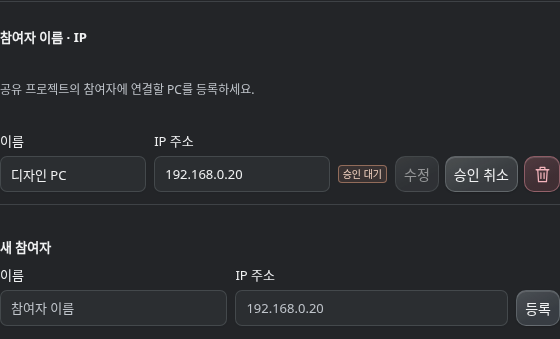 참여자 이름 · IP
공유 프로젝트의 참여자에 연결할 PC를 등록하세요.
이름 IP 주소
디자인 PC 192.168.0.20 승인 대기 수정 승인 취소
새 참여자
이름 IP 주소
참여자 이름 192.168.0.20 등록